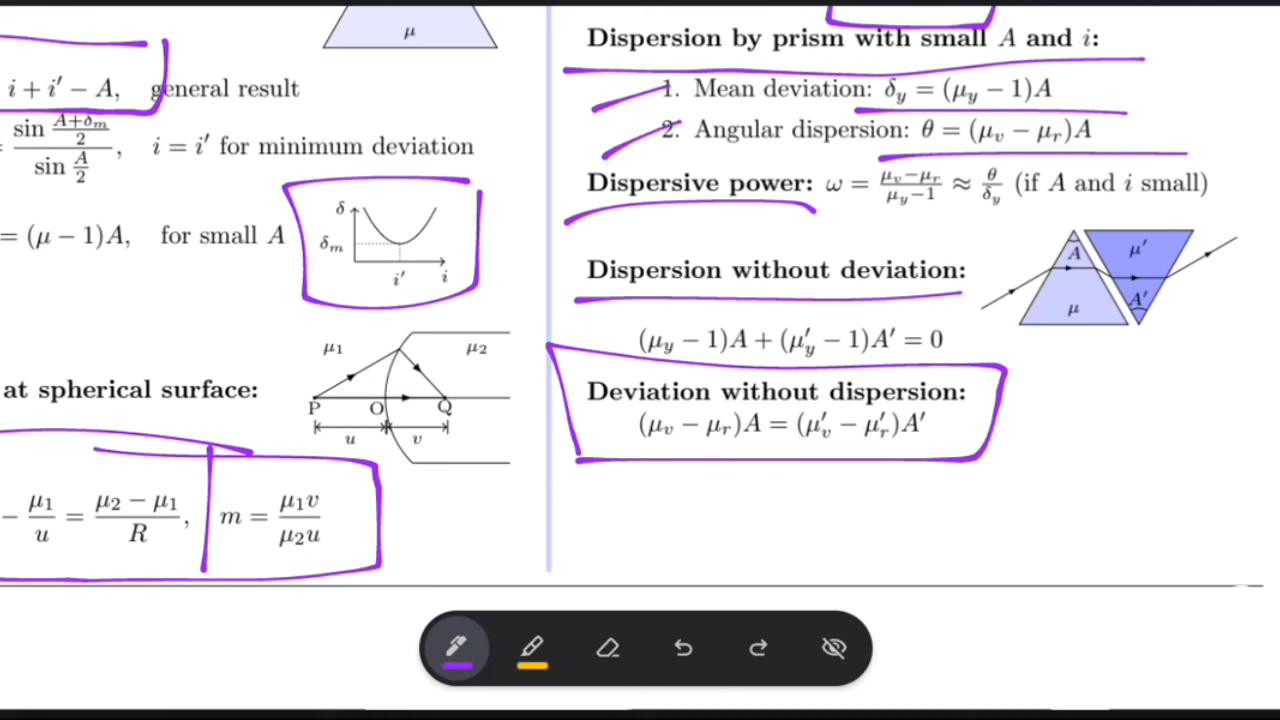 μ
i + i′ − A, general result
= sin (A+δm)/2 / sin A/2, i = i′ for minimum deviation
= (μ − 1)A, for small A
δ
δm
i′
i
μ1
μ2
at spherical surface:
P
O
Q
u
v
− μ1/u = (μ2 − μ1)/R, m = μ1v/μ2u
Dispersion by prism with small A and i:
1. Mean deviation: δy = (μy − 1)A
2. Angular dispersion: θ = (μv − μr)A
Dispersive power: ω = (μv−μr)/(μy−1) ≈ θ/δy (if A and i small)
Dispersion without deviation:
A
μ′
μ
A′
(μy − 1)A + (μ′y − 1)A′ = 0
Deviation without dispersion:
(μv − μr)A = (μ′v − μ′r)A′